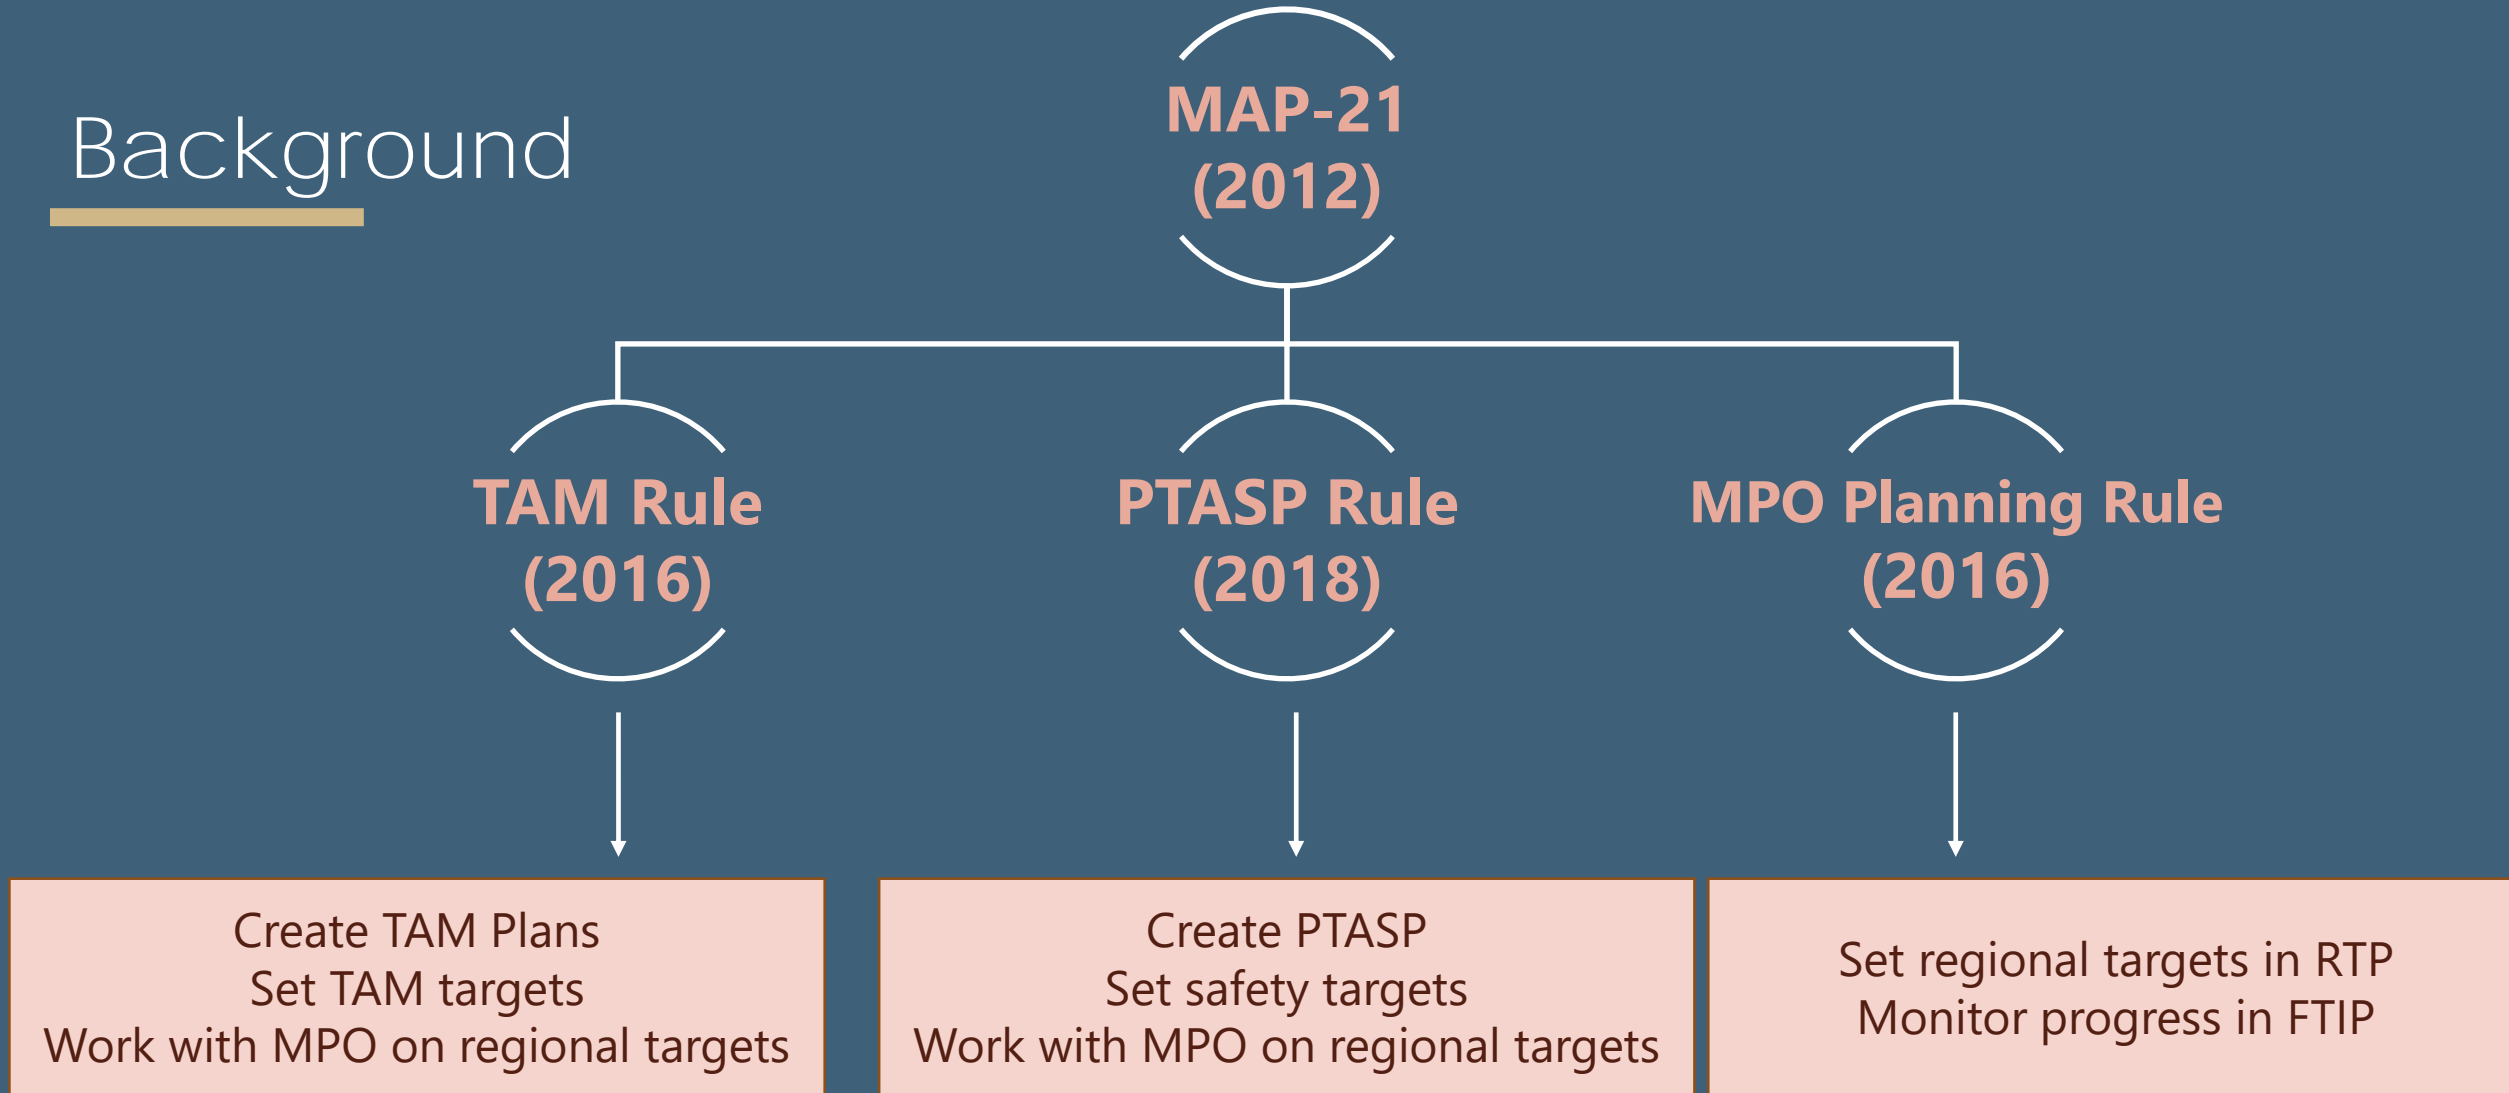 Background
MAP-21
(2012)
TAM Rule
(2016)
PTASP Rule
(2018)
MPO Planning Rule
(2016)
Create TAM Plans
Set TAM targets
Work with MPO on regional targets
Create PTASP
Set safety targets
Work with MPO on regional targets
Set regional targets in RTP
Monitor progress in FTIP